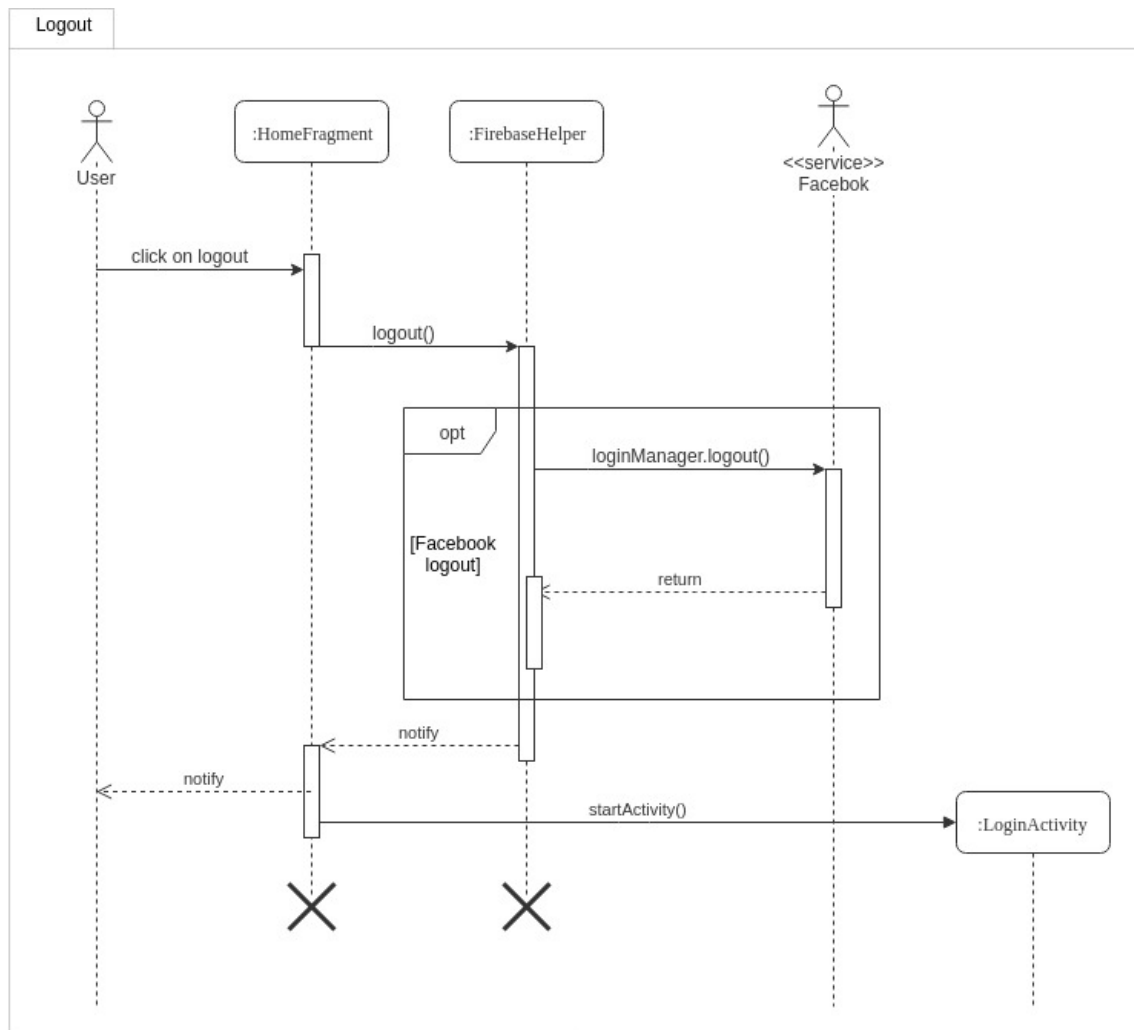 Logout
:HomeFragment
:FirebaseHelper
<<service>>
Facebok
User
click on logout
logout()
opt
loginManager.logout()
[Facebook
logout]
return
notify
notify
startActivity()
:LoginActivity